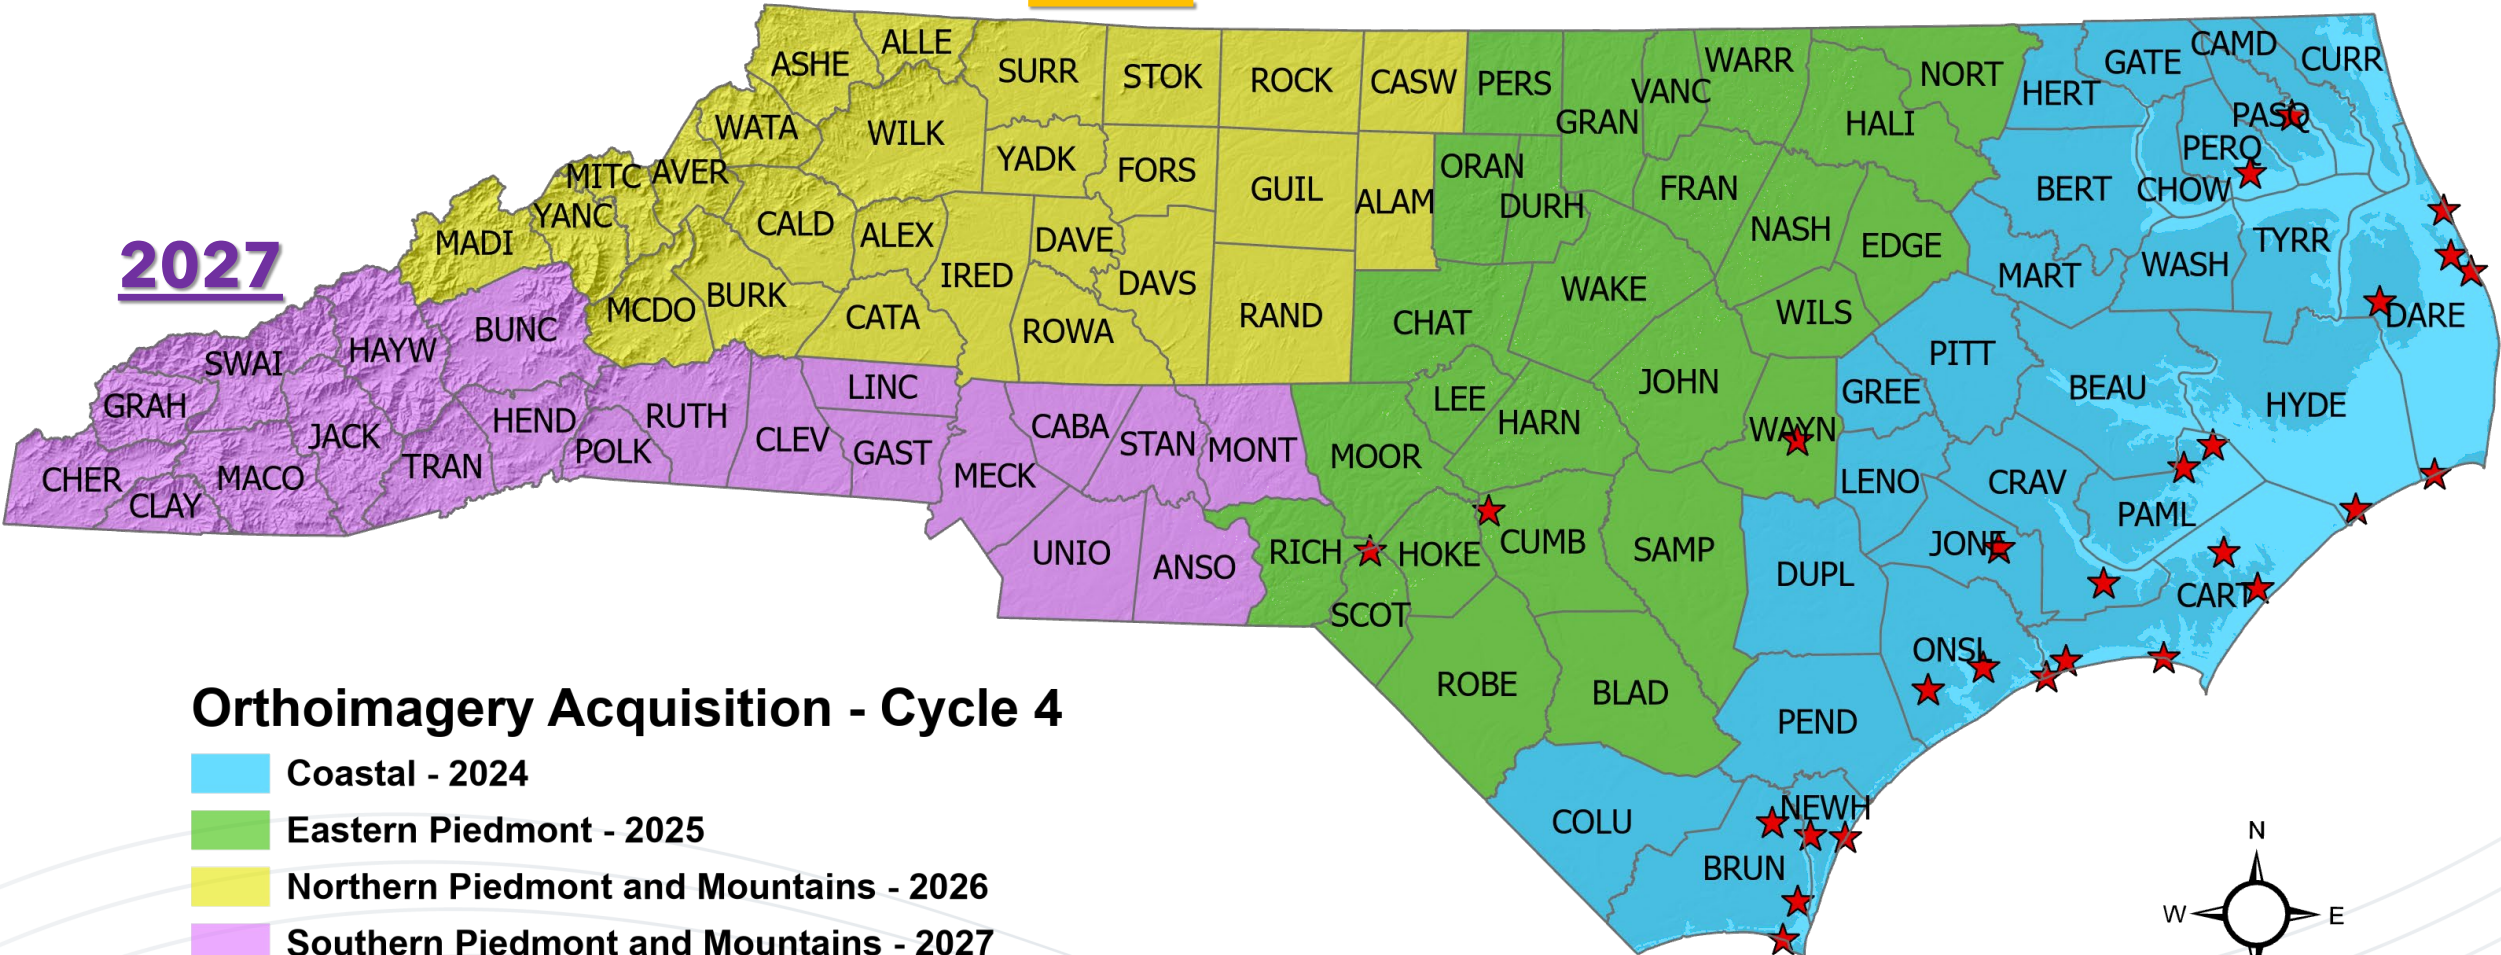 ASHE
ALLE
SURR
STOK
ROCK
CASW
PERS
GRAN
VANC
WARR
HALI
NORT
HERT
GATE
CAMD
CURR
PASQ
PERQ
CHOW
BERT
WATA
WILK
YADK
FORS
GUIL
ALAM
ORAN
DURH
FRAN
NASH
EDGE
MART
WASH
TYRR
DARE
MITC
AVER
YANC
MADI
CALD
ALEX
IRED
DAVE
DAVS
RAND
CHAT
WAKE
WILS
PITT
BEAU
HYDE
2027
MCDO
BURK
CATA
ROWA
BUNC
HAYW
SWAI
GRAH
JACK
HEND
RUTH
POLK
LINC
CLEV
GAST
CABA
STAN
MONT
MECK
MOOR
LEE
HARN
JOHN
WAYN
GREE
LENO
CRAV
PAML
CHER
CLAY
MACO
TRAN
UNIO
ANSO
RICH
HOKE
CUMB
SAMP
DUPL
JONE
CART
SCOT
ROBE
BLAD
PEND
ONSL
COLU
NEWH
BRUN
Orthoimagery Acquisition - Cycle 4
Coastal - 2024
Eastern Piedmont - 2025
Northern Piedmont and Mountains - 2026
Southern Piedmont and Mountains - 2027
N
W
E